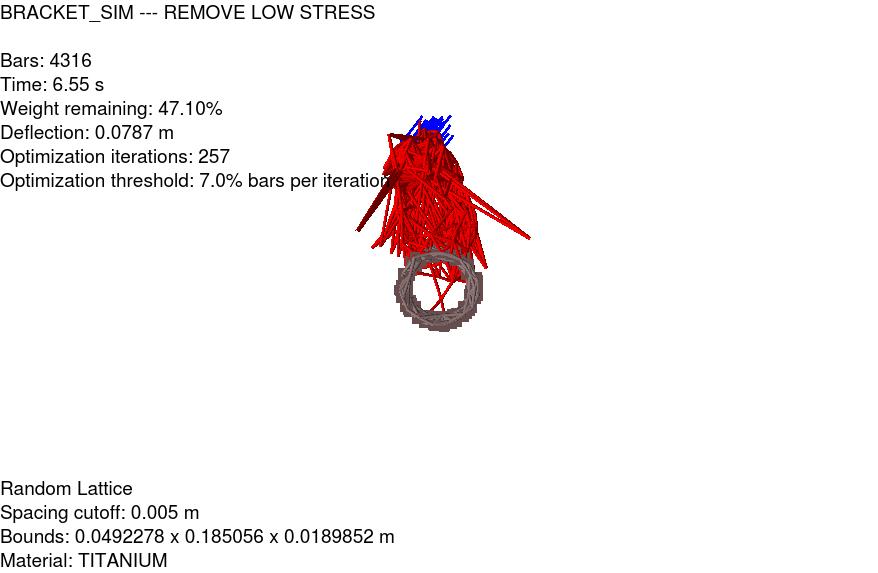 BRACKET_SIM --- REMOVE LOW STRESS
Bars: 4316
Time: 6.55 s
Weight remaining: 47.10%
Deflection: 0.0787 m
Optimization iterations: 257
Optimization threshold: 7.0% bars per iteration
Random Lattice
Spacing cutoff: 0.005 m
Bounds: 0.0492278 x 0.185056 x 0.0189852 m
Material: TITANIUM